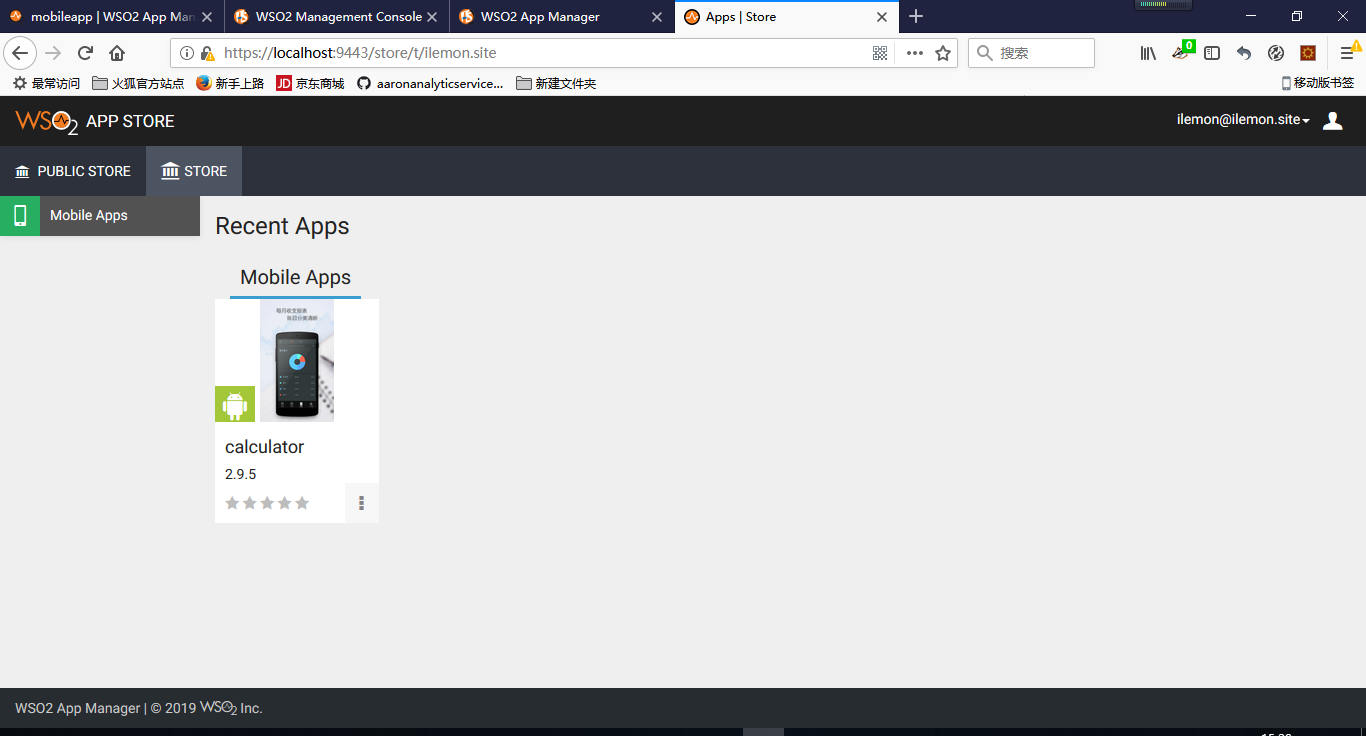 mobileapp | WSO2 App Man
WSO2 Management Console
WSO2 App Manager
Apps | Store
https://localhost:9443/store/t/ilemon.site
搜索
0
最常访问
火狐官方站点
新手上路
JD 京东商城
aaronanalyticservice...
新建文件夹
移动版书签
WSO2 APP STORE
ilemon@ilemon.site
PUBLIC STORE
STORE
Mobile Apps
Recent Apps
Mobile Apps
每月收支报表
账目分类清晰
calculator
2.9.5
WSO2 App Manager | © 2019 WSO2 Inc.